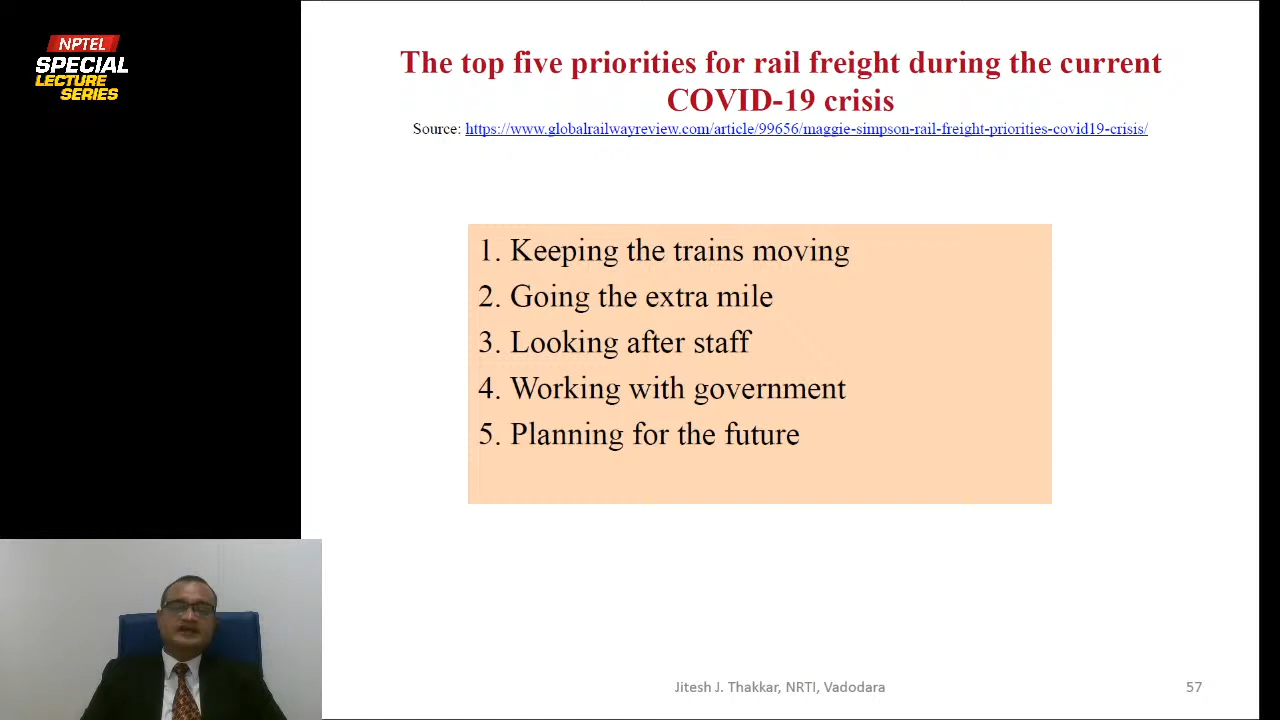 NPTEL
SPECIAL
LECTURE
SERIES
The top five priorities for rail freight during the current
COVID-19 crisis
Source: https://www.globalrailwayreview.com/article/99656/maggie-simpson-rail-freight-priorities-covid19-crisis/
1. Keeping the trains moving
2. Going the extra mile
3. Looking after staff
4. Working with government
5. Planning for the future
Jitesh J. Thakkar, NRTI, Vadodara
57